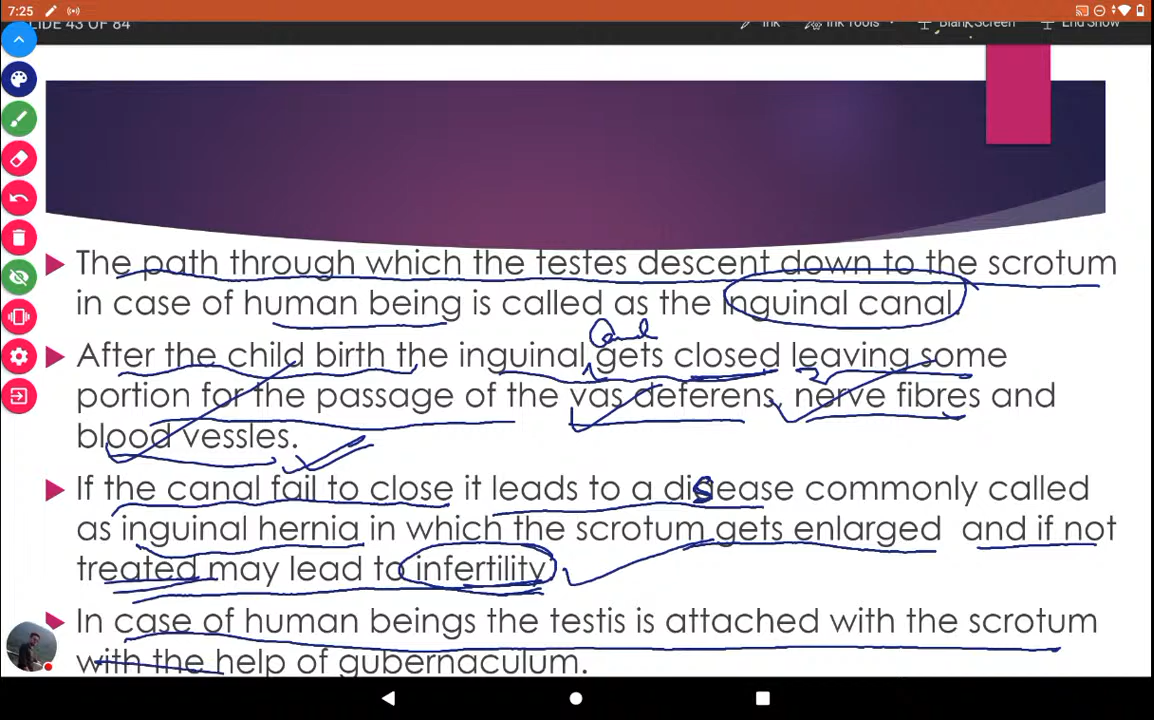 7:25
SLIDE 43 OF 84 Ink Ink Tools Blank Screen End Show
The path through which the testes descent down to the scrotum
in case of human being is called as the inguinal canal.
Canal
After the child birth the inguinal gets closed leaving some
portion for the passage of the vas deferens, nerve fibres and
blood vessles.
If the canal fail to close it leads to a disease commonly called
as inguinal hernia in which the scrotum gets enlarged and if not
treated may lead to infertility
In case of human beings the testis is attached with the scrotum
with the help of gubernaculum.